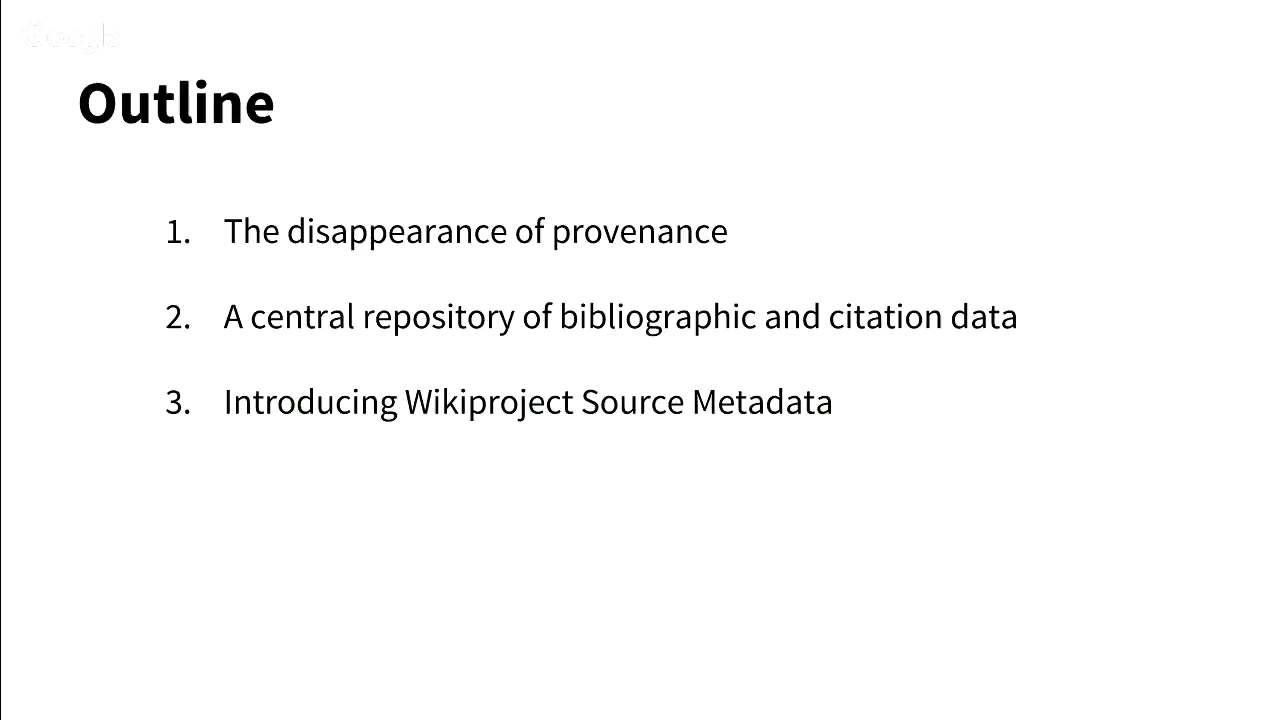 Google
Outline
1. The disappearance of provenance
2. A central repository of bibliographic and citation data
3. Introducing Wikiproject Source Metadata